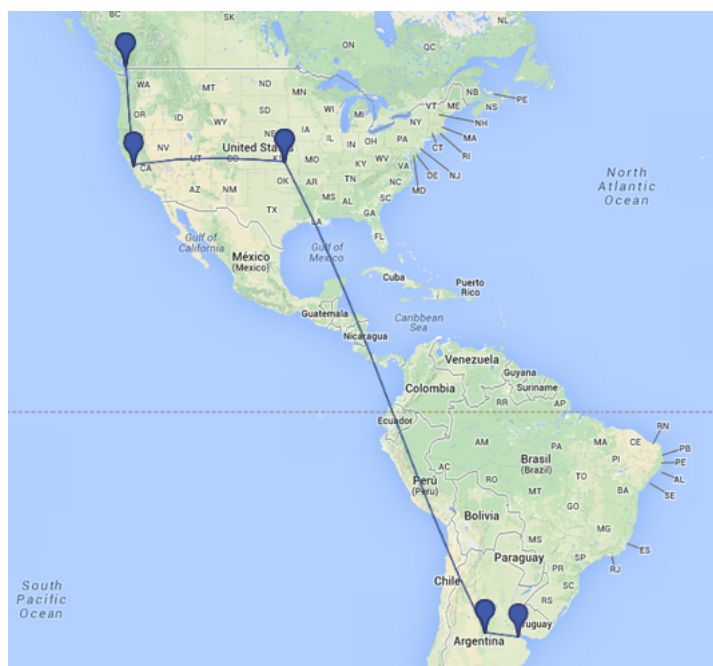 BC
AB
SK
ON
QC
WA
MT
ND
MN
NB
PE
OR
ID
SD
WY
VT
ME
NS
MI
NY
NH
IA
NE
PA
MA
NV
IL
IN
OH
CT
RI
United States
UT
CO
KS
MO
WV
DE
NJ
CA
KY
VA
MD
AZ
NM
OK
AR
TN
NC
North
Atlantic
Ocean
MS
AL
SC
TX
GA
LA
FL
Gulf of
California
Gulf of
Mexico
México
(Mexico)
Cuba
Puerto
Rico
Guatemala
Caribbean
Sea
Nicaragua
Venezuela
Guyana
Suriname
Colombia
RR
AP
Ecuador
RN
AM
PA
MA
CE
PB
PE
AL
SE
Brasil
(Brazil)
PI
AC
TO
Perú
(Peru)
RO
MT
BA
GO
Bolivia
MG
MS
ES
Paraguay
SP
RJ
PR
Chile
SC
South
Pacific
Ocean
RS
Uruguay
Argentina